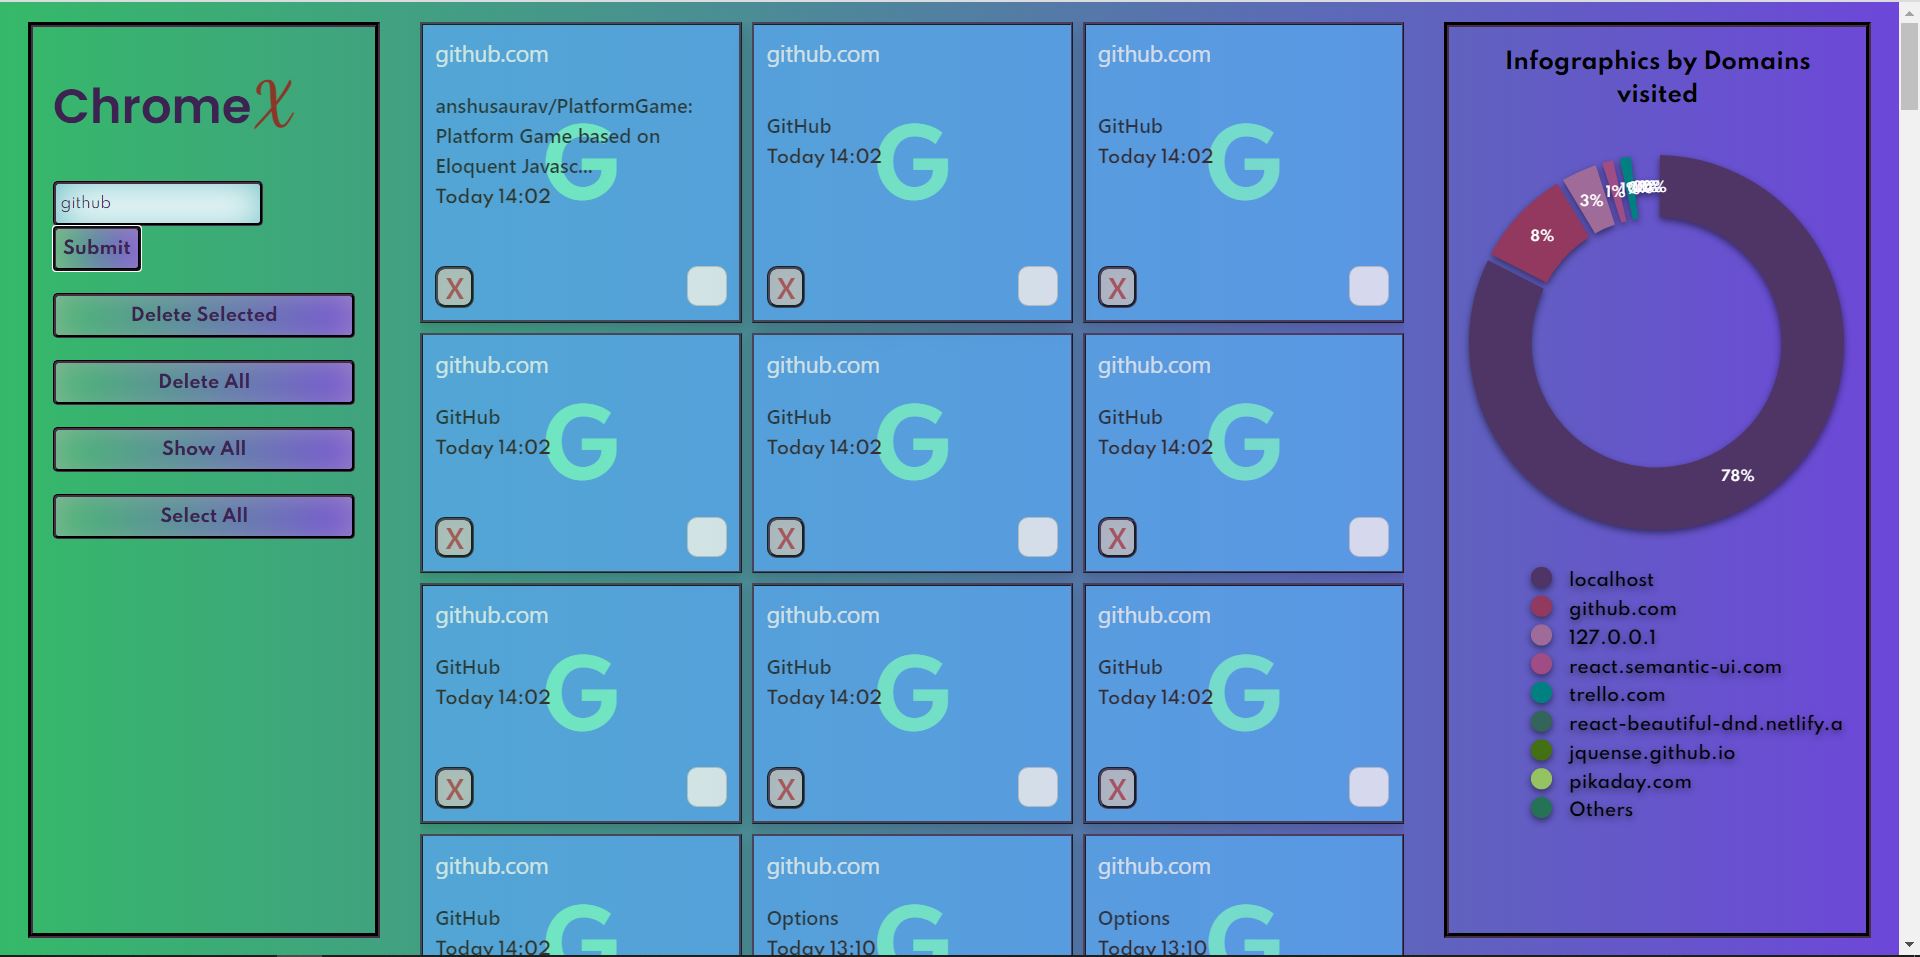 ChromeX
github
Submit
Delete Selected
Delete All
Show All
Select All
github.com
anshusaurav/PlatformGame:
Platform Game based on
Eloquent Javasc...
Today 14:02
X
github.com
GitHub
Today 14:02
X
github.com
GitHub
Today 14:02
X
github.com
GitHub
Today 14:02
X
github.com
GitHub
Today 14:02
X
github.com
GitHub
Today 14:02
X
github.com
GitHub
Today 14:02
X
github.com
GitHub
Today 14:02
X
github.com
GitHub
Today 14:02
X
github.com
GitHub
Today 14:02
github.com
Options
Today 13:10
github.com
Options
Today 13:10
Infographics by Domains
visited
3%
1%
8%
78%
localhost
github.com
127.0.0.1
react.semantic-ui.com
trello.com
react-beautiful-dnd.netlify.a
jquense.github.io
pikaday.com
Others